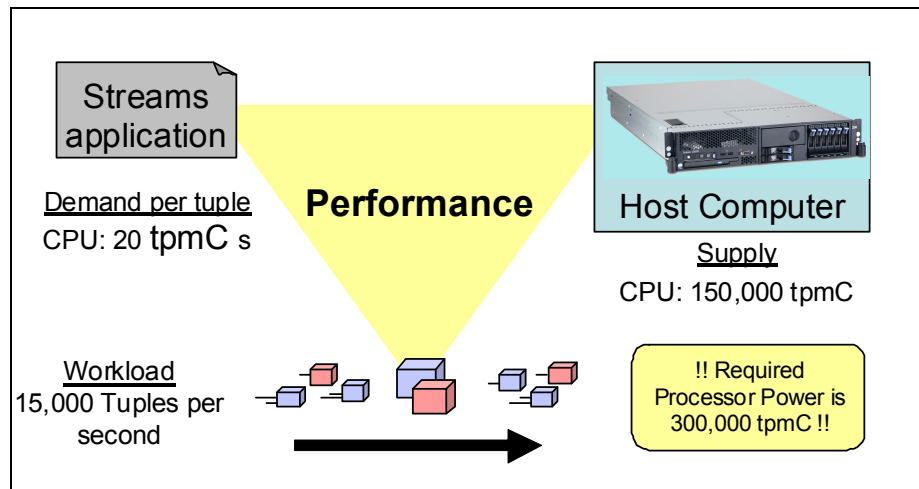 Streams
application
Demand per tuple
CPU: 20 tpmC s
Performance
Host Computer
Supply
CPU: 150,000 tpmC
Workload
15,000 Tuples per
second
!! Required
Processor Power is
300,000 tpmC !!